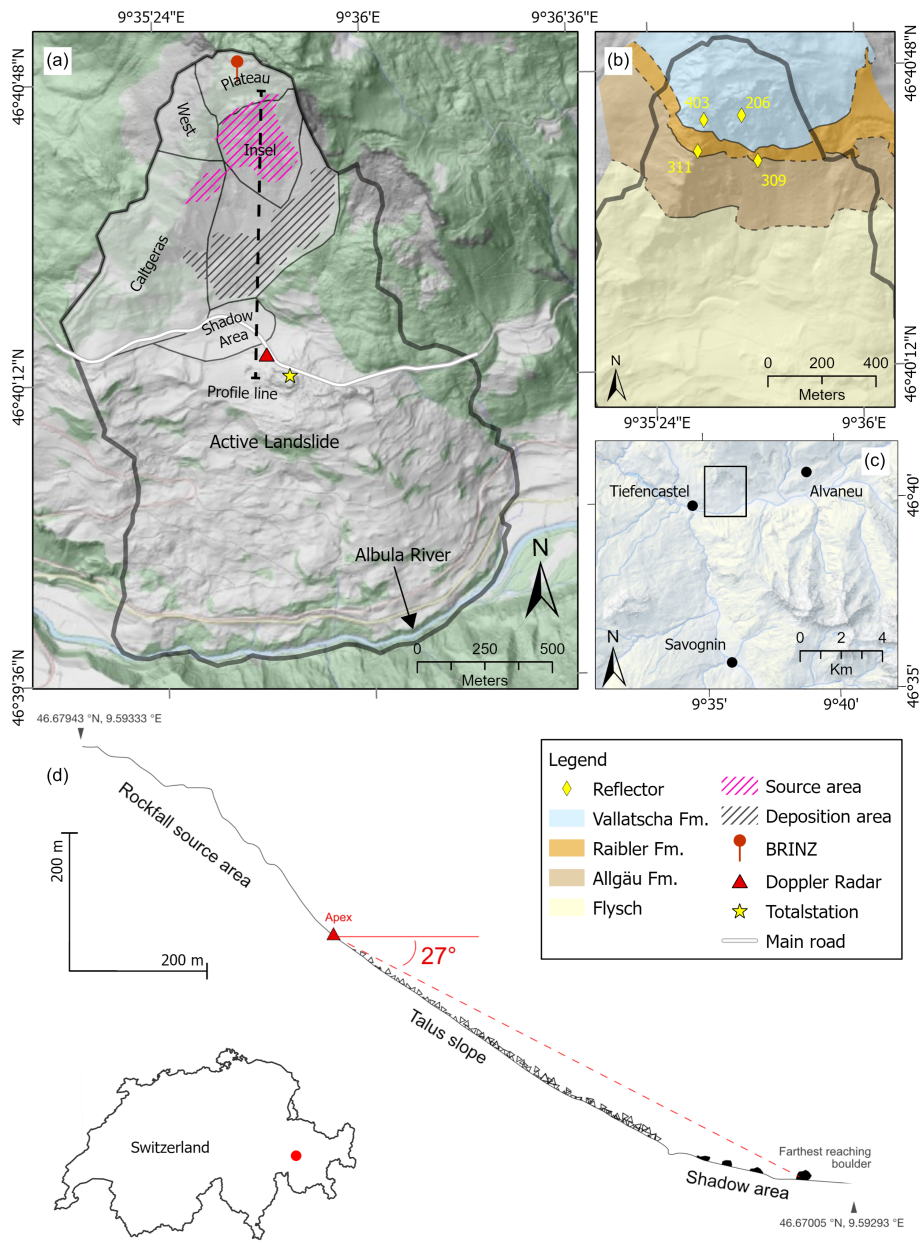 9°35'24"E
9°36'E
9°36'36"E
(a)
46°40'48"N
46°40'12"N
46°39'36"N
Plateau
West
Insel
Caltgeras
Shadow
Area
Profile line
Active Landslide
Albula River
N
0 250 500
Meters
(b)
403
206
311
309
N
0 200 400
Meters
46°40'48"N
46°40'12"N
9°35'24"E
9°36'E
(c)
Tiefencastel
Alvaneu
Savognin
N
0 2 4
Km
46°40'
46°35'
9°35'
9°40'
46.67943 °N, 9.59333 °E
(d)
Rockfall source area
200 m
200 m
Apex
27°
Talus slope
Farthest reaching
boulder
Shadow area
46.67005 °N, 9.59293 °E
Switzerland
Legend
Reflector
Vallatscha Fm.
Raibler Fm.
Allgäu Fm.
Flysch
Source area
Deposition area
BRINZ
Doppler Radar
Totalstation
Main road